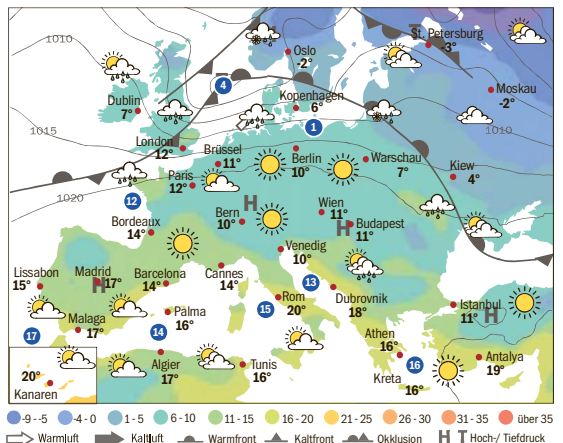 1010
Oslo
-2°
T
St. Petersburg
-3°
4
Moskau
-2°
Dublin
7°
Kopenhagen
6°
1
1015
1010
London
12°
Brüssel
11°
Berlin
10°
Warschau
7°
Kiew
4°
Paris
12°
1020
12
H
Bern
10°
Wien
11°
H
Budapest
11°
Bordeaux
14°
Venedig
10°
Lissabon
15°
Madrid
H
17°
Barcelona
14°
Cannes
14°
13
Rom
20°
15
Dubrovnik
18°
Istanbul
11°
H
Palma
16°
Malaga
17°
17
14
Athen
16°
16
Antalya
19°
Algier
17°
Tunis
16°
Kreta
16°
20°
Kanaren
-9 - -5 -4 - 0 1 - 5 6 - 10 11 - 15 16 - 20 21 - 25 26 - 30 31 - 35 über 35
Warmluft Kaltluft Warmfront Kaltfront Okklusion H T Hoch-/ Tiefdruck